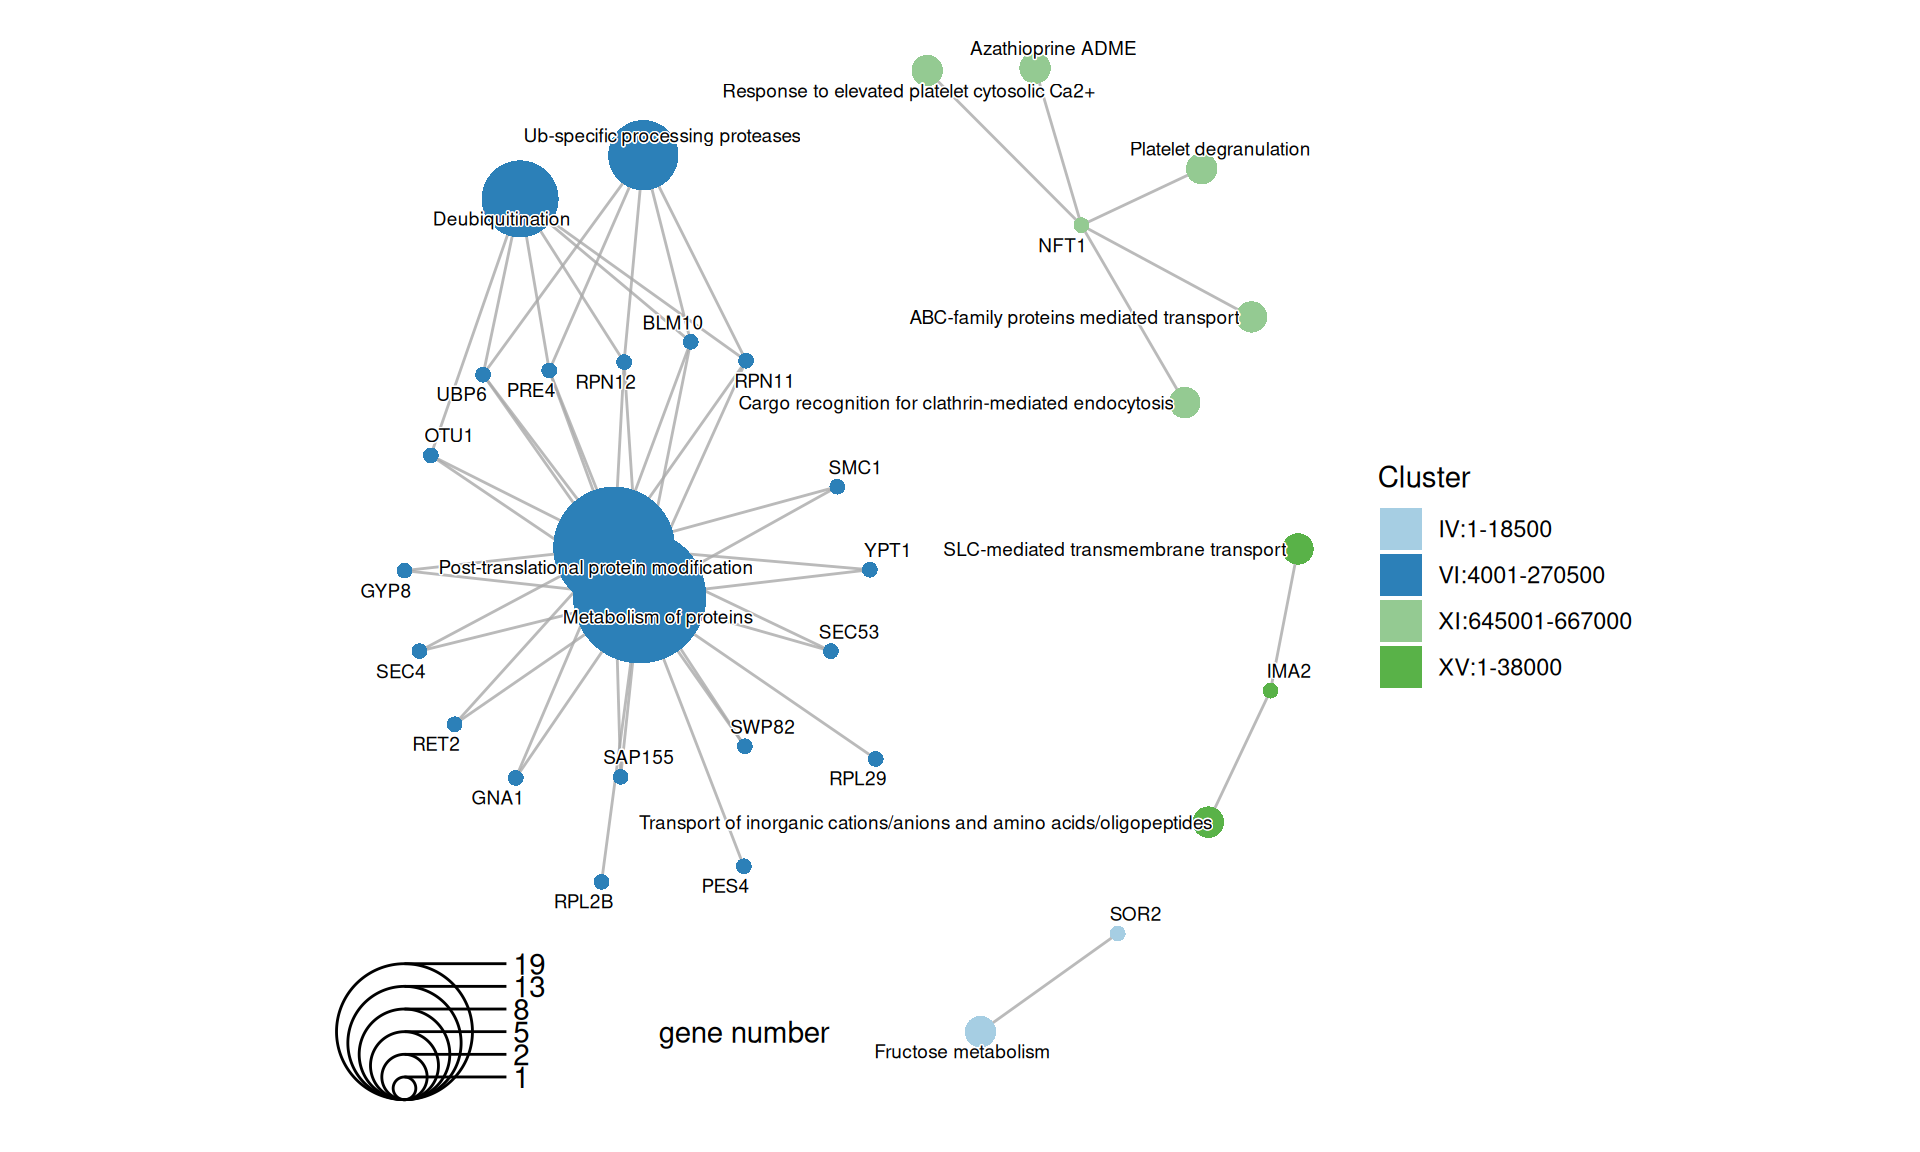 Azathioprine ADME
Response to elevated platelet cytosolic Ca2+
Ub-specific processing proteases
Platelet degranulation
Deubiquitination
NFT1
ABC-family proteins mediated transport
BLM10
RPN11
RPN12
PRE4
UBP6
Cargo recognition for clathrin-mediated endocytosis
OTU1
SMC1
Cluster
IV:1-18500
VI:4001-270500
XI:645001-667000
XV:1-38000
YPT1
SLC-mediated transmembrane transport
Post-translational protein modification
GYP8
Metabolism of proteins
SEC53
SEC4
IMA2
SWP82
RET2
SAP155
RPL29
GNA1
Transport of inorganic cations/anions and amino acids/oligopeptides
PES4
RPL2B
SOR2
19
13
8
5
2
1
gene number
Fructose metabolism